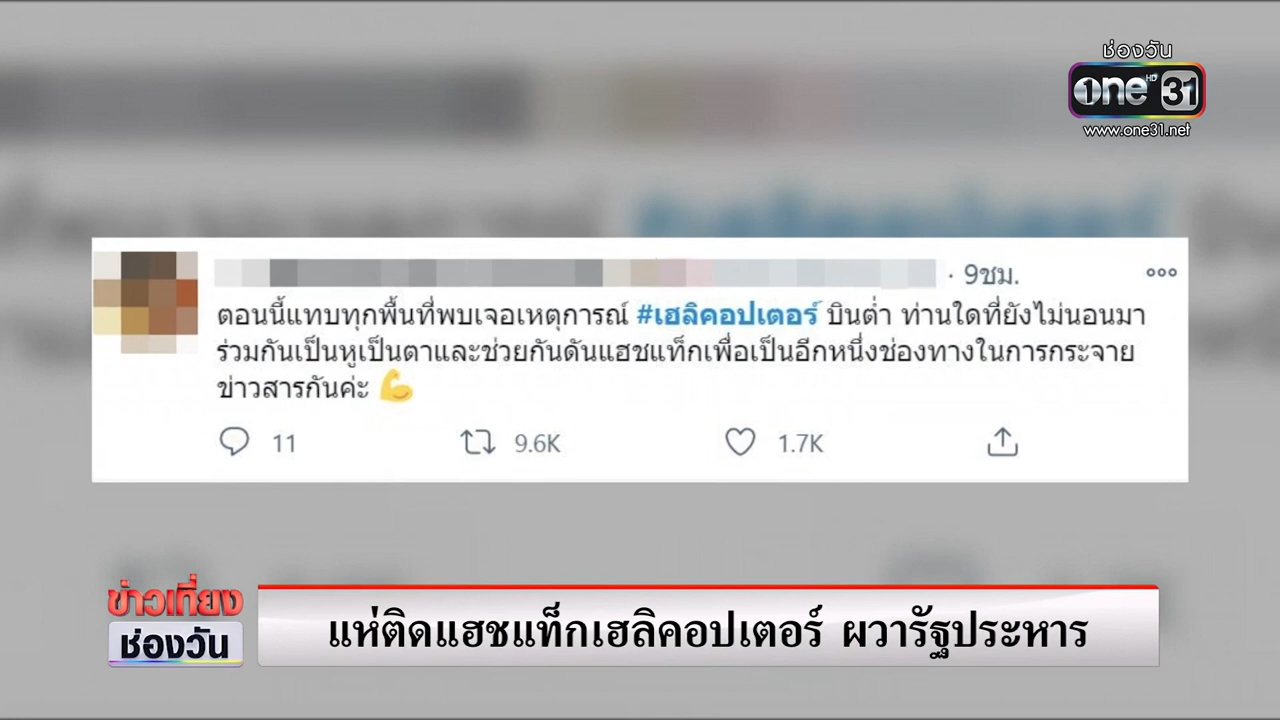 ช่องวัน
one HD 31
www.one31.net
· 9ชม.
ตอนนี้แทบทุกพื้นที่พบเจอเหตุการณ์ #เฮลิคอปเตอร์ บินต่ำ ท่านใดที่ยังไม่นอนมา
ร่วมกันเป็นหูเป็นตาและช่วยกันดันแฮชแท็กเพื่อเป็นอีกหนึ่งช่องทางในการกระจาย
ข่าวสารกันค่ะ 💪
11 9.6K 1.7K
ข่าวเที่ยง
ช่องวัน
แห่ติดแฮชแท็กเฮลิคอปเตอร์ ผวารัฐประหาร